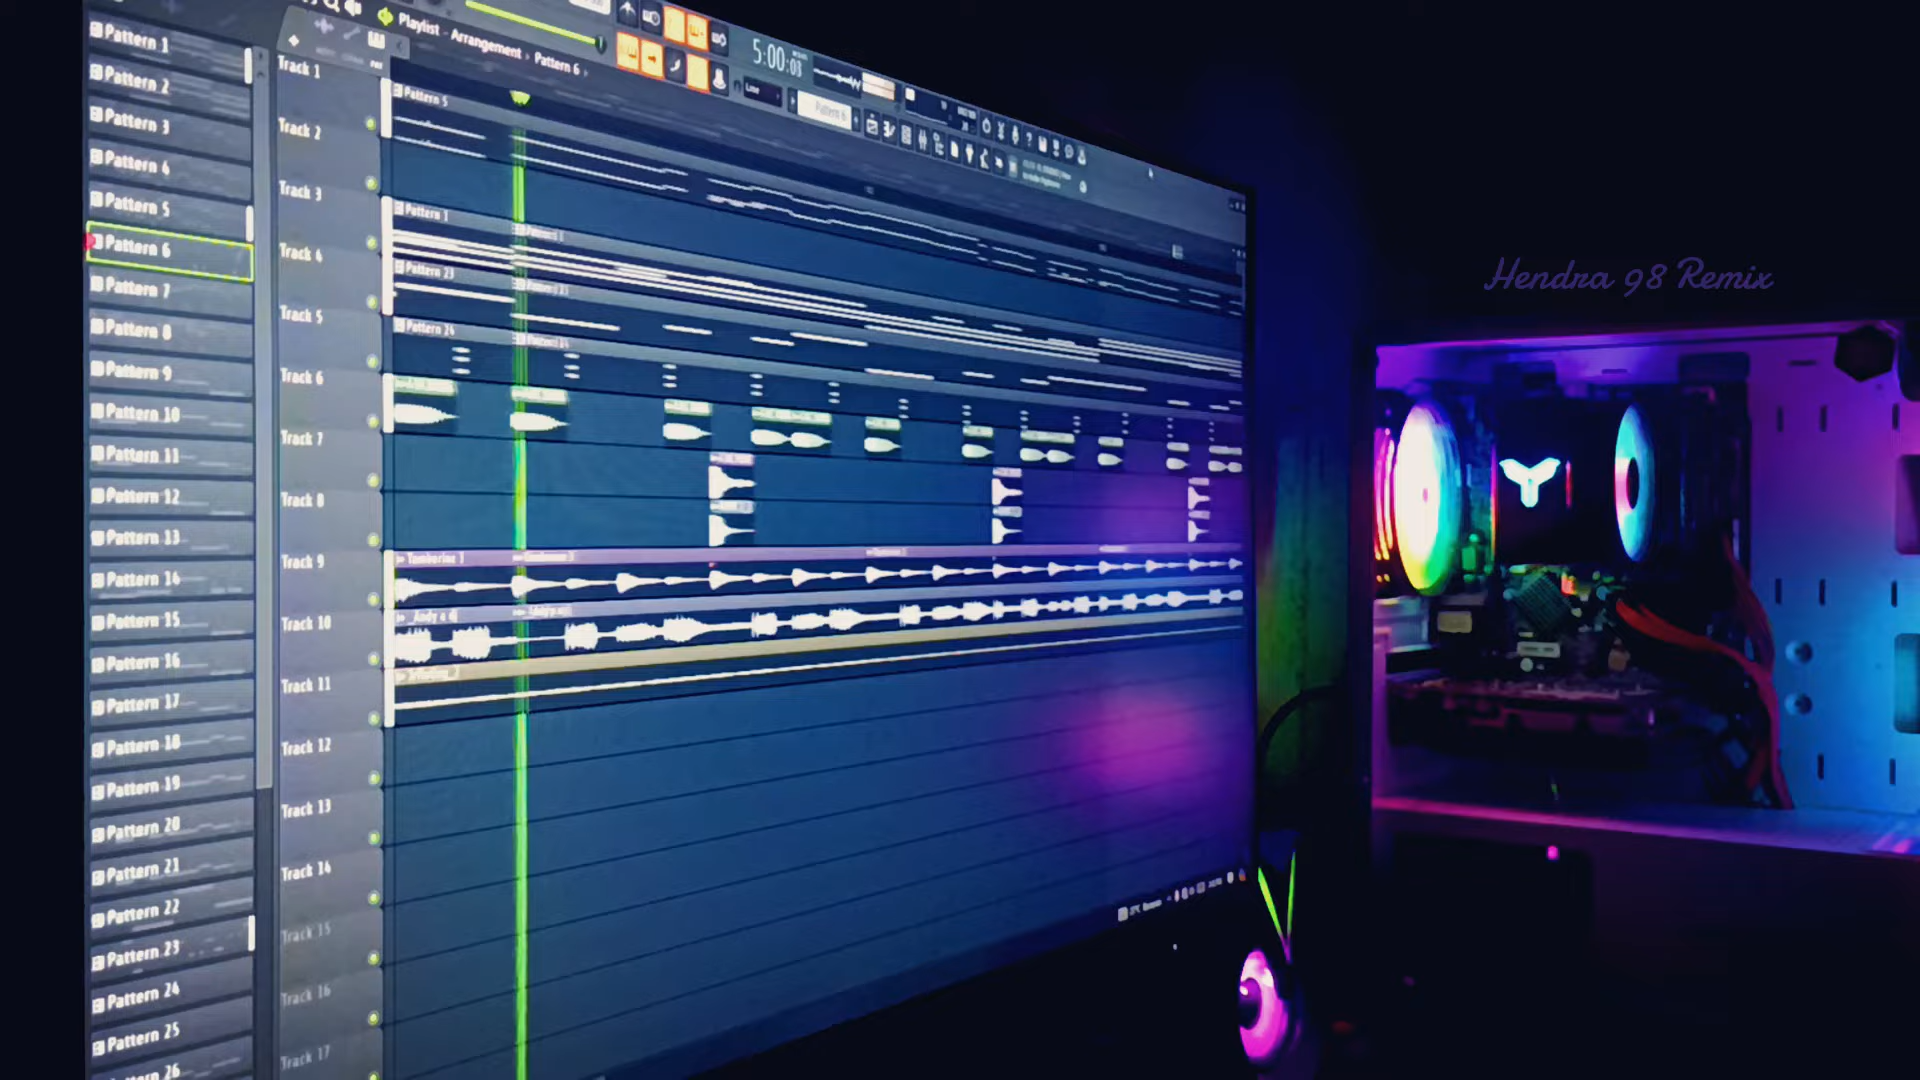 Playlist - Arrangement › Pattern 6 ›
5:00:03
Line
Pattern 6
Pattern 1
Pattern 2
Pattern 3
Pattern 4
Pattern 5
Pattern 6
Pattern 7
Pattern 8
Pattern 9
Pattern 10
Pattern 11
Pattern 12
Pattern 13
Pattern 14
Pattern 15
Pattern 16
Pattern 17
Pattern 18
Pattern 19
Pattern 20
Pattern 21
Pattern 22
Pattern 23
Pattern 24
Pattern 25
Pattern 26
Track 1
Track 2
Track 3
Track 4
Track 5
Track 6
Track 7
Track 8
Track 9
Track 10
Track 11
Track 12
Track 13
Track 14
Track 15
Track 16
Track 17
Pattern 5
Pattern 1
Pattern 23
Pattern 24
Tamborine 1
Hendra 98 Remix